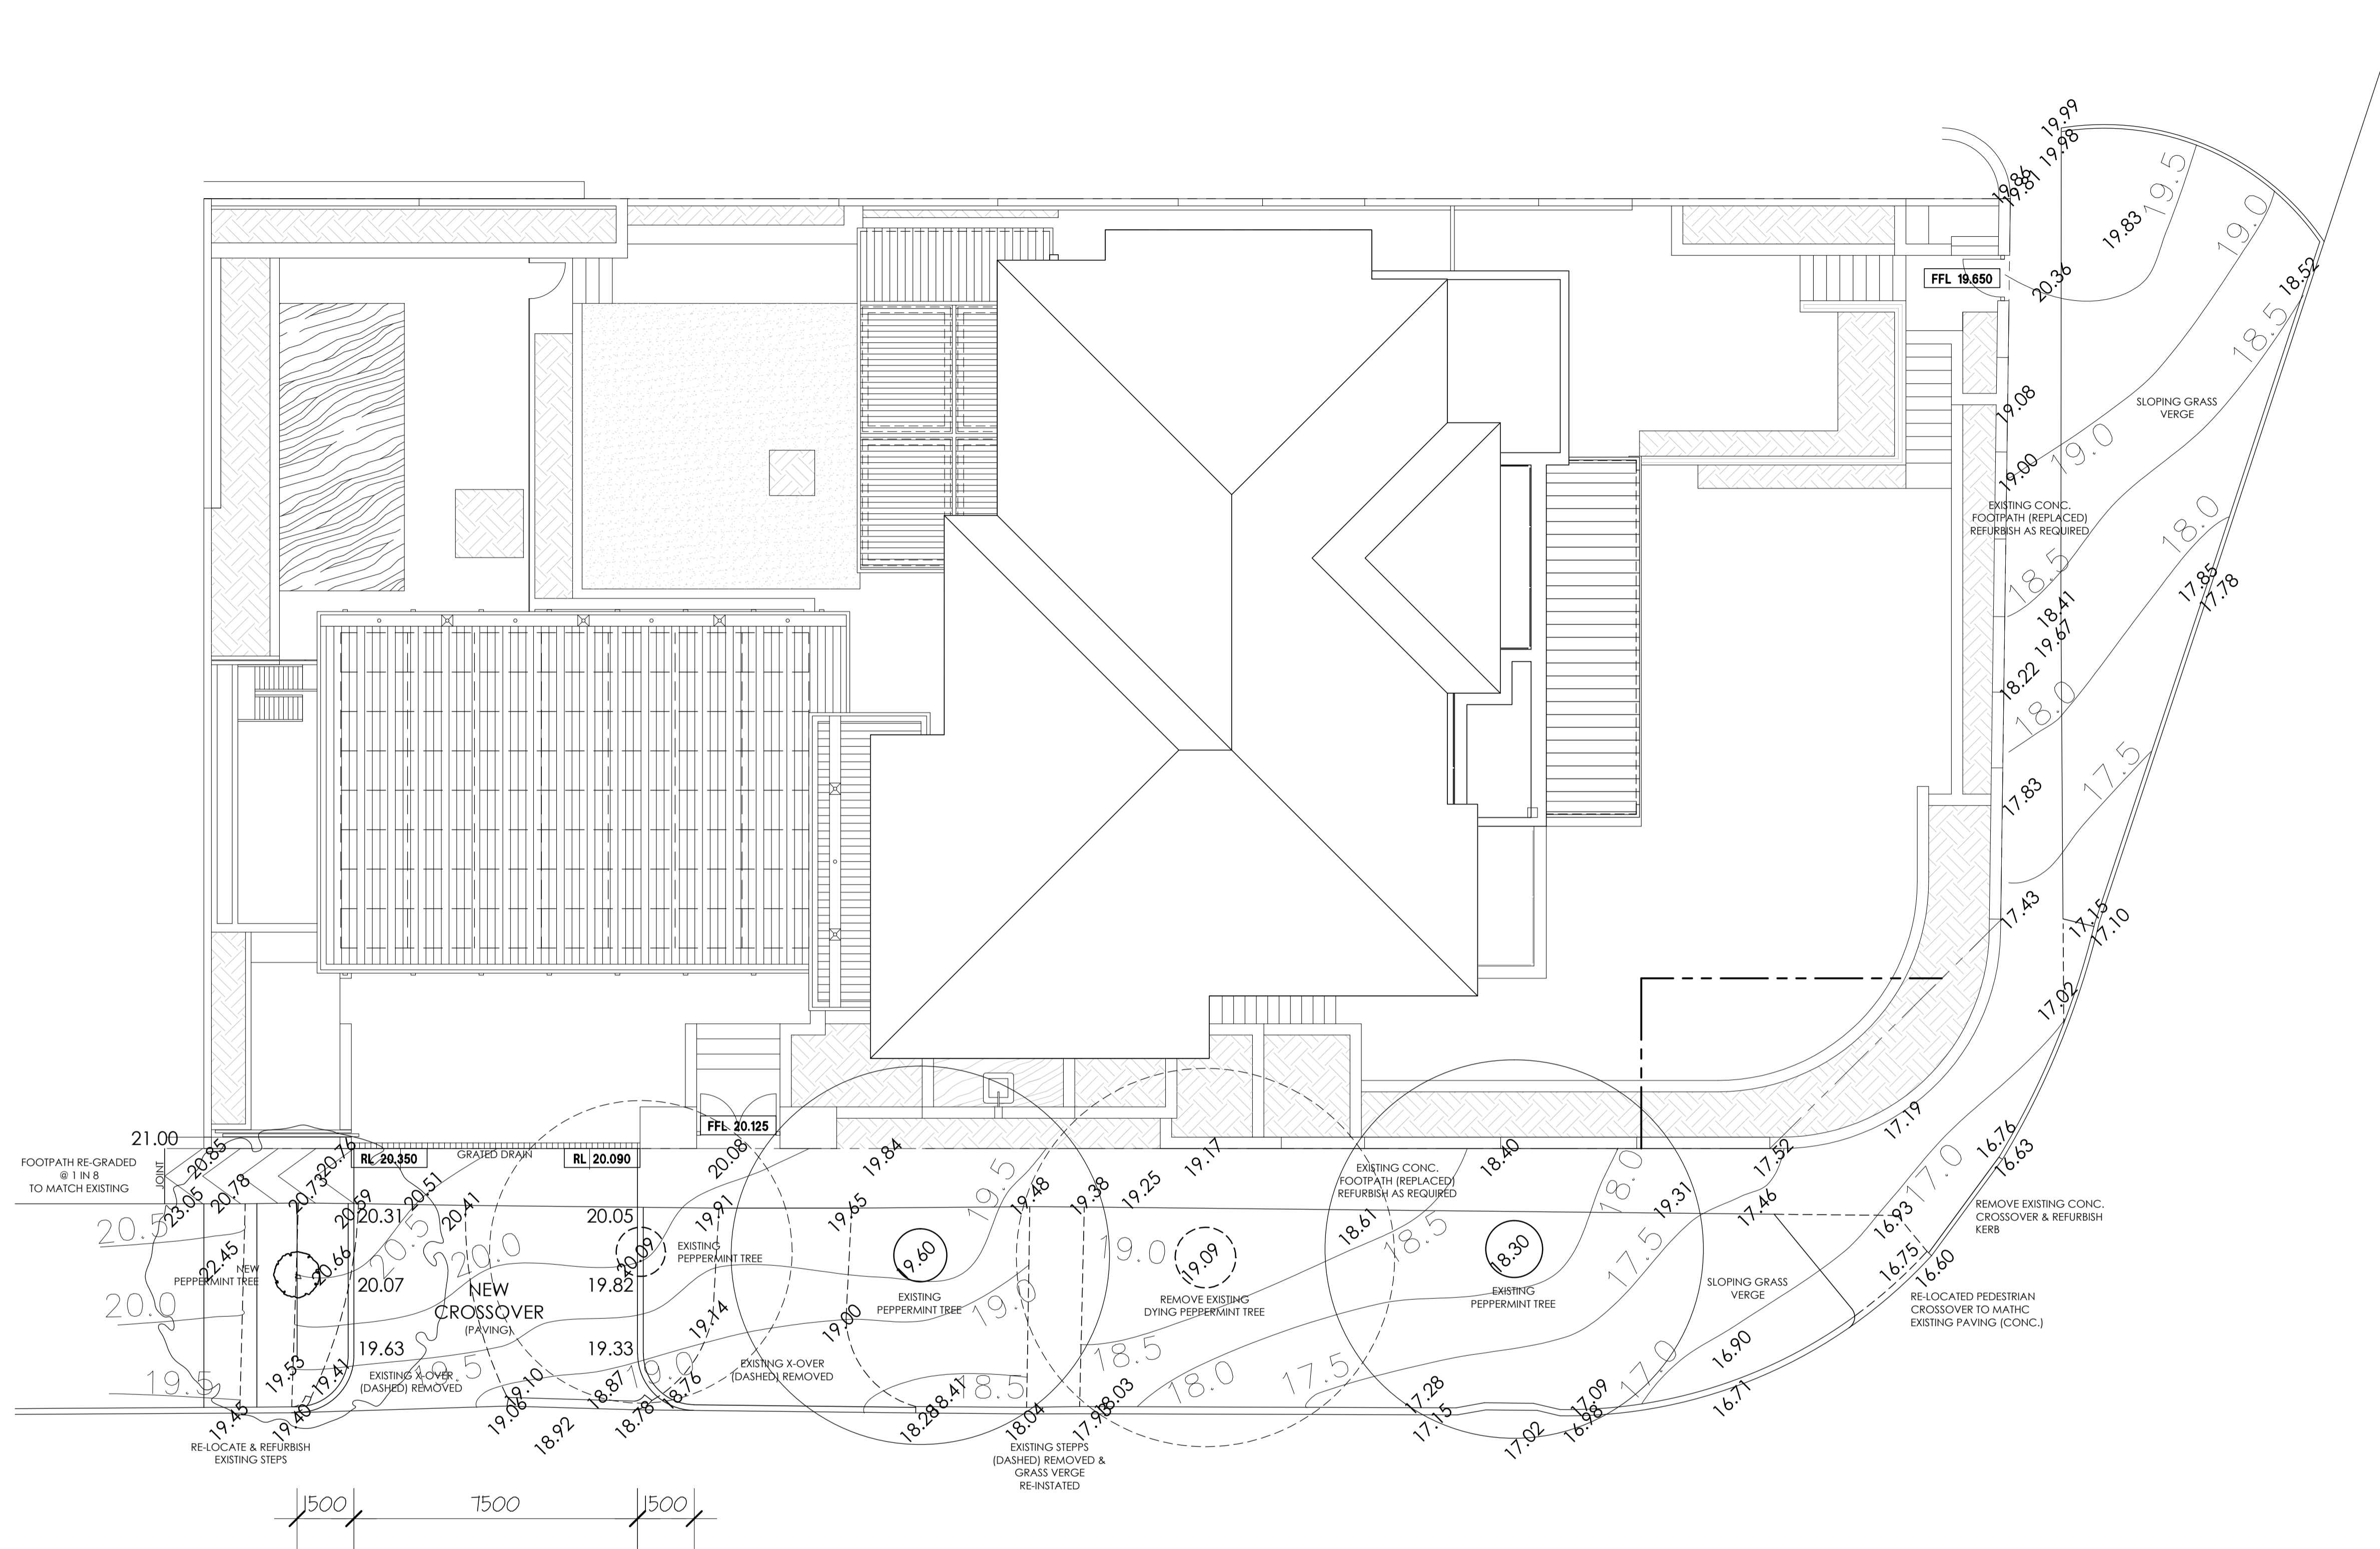 19.99
19.98
19.86
19.81
19.5
19.83
19.0
FFL 19.650
20.36
18.52
18.5
SLOPING GRASS
VERGE
19.08
19.0
19.00
EXISTING CONC.
FOOTPATH (REPLACED)
REFURBISH AS REQUIRED
18.0
18.5
17.85
17.78
18.41
19.67
18.22
18.0
17.5
17.83
17.43
17.15
17.10
17.02
17.19
16.76
16.63
17.0
FFL 20.125
21.00
FOOTPATH RE-GRADED
@ 1 IN 8
TO MATCH EXISTING
JOINT
20.85
20.76
RL 20.350
GRATED DRAIN
RL 20.090
20.08
19.84
19.17
18.40
17.52
EXISTING CONC.
FOOTPATH (REPLACED)
REFURBISH AS REQUIRED
18.0
23.05
20.78
20.73
20.59
20.51
20.41
20.31
20.05
19.91
19.65
19.5
19.48
19.38
19.25
18.61
18.5
19.31
17.46
16.93
REMOVE EXISTING CONC.
CROSSOVER & REFURBISH
KERB
20.5
20.5
20.0
22.45
NEW
PEPPERMINT TREE
20.66
20.07
20.09
19.82
EXISTING
PEPPERMINT TREE
19.60
EXISTING
PEPPERMINT TREE
19.0
19.09
REMOVE EXISTING
DYING PEPPERMINT TREE
18.30
EXISTING
PEPPERMINT TREE
17.5
SLOPING GRASS
VERGE
16.75
16.60
RE-LOCATED PEDESTRIAN
CROSSOVER TO MATHC
EXISTING PAVING (CONC.)
20.0
NEW
CROSSOVER
(PAVING)
19.14
19.00
19.0
19.63
19.33
18.5
16.90
19.5
19.53
19.41
EXISTING X-OVER
(DASHED) REMOVED
19.5
19.0
EXISTING X-OVER
(DASHED) REMOVED
18.5
18.0
17.5
17.0
19.45
19.40
19.10
19.06
18.92
18.87
18.78
18.76
18.28
18.41
18.04
17.98
18.03
17.28
17.15
17.02
17.09
16.98
16.71
RE-LOCATE & REFURBISH
EXISTING STEPS
EXISTING STEPPS
(DASHED) REMOVED &
GRASS VERGE
RE-INSTATED
1500
7500
1500